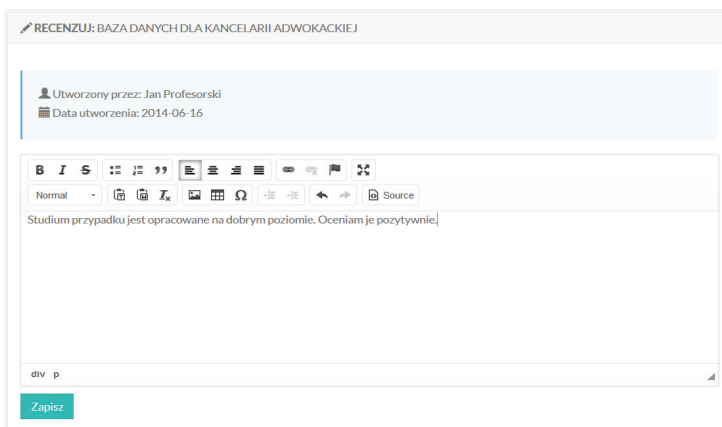 RECENZUJ: BAZA DANYCH DLA KANCELARII ADWOKACKIEJ
Utworzony przez: Jan Profesorski
Data utworzenia: 2014-06-16
B I S
Normal Source
Studium przypadku jest opracowane na dobrym poziomie. Oceniam je pozytywnie.
div p
Zapisz